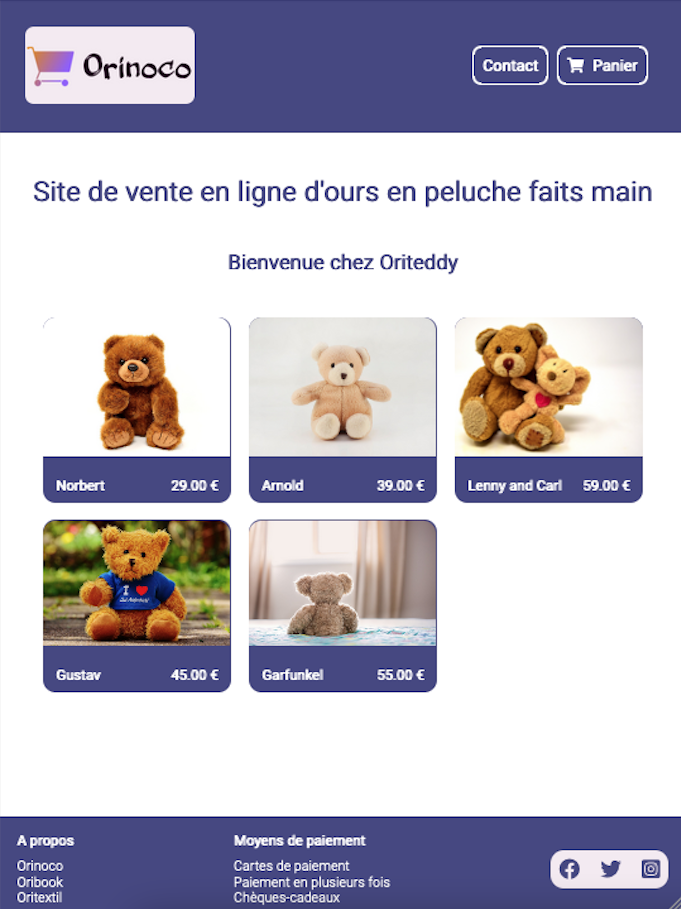 Orinoco
Contact
Panier
Site de vente en ligne d'ours en peluche faits main
Bienvenue chez Oriteddy
Norbert 29.00 €
Arnold 39.00 €
Lenny and Carl 59.00 €
Gustav 45.00 €
Garfunkel 55.00 €
A propos
Orinoco
Oribook
Oritextil
Moyens de paiement
Cartes de paiement
Paiement en plusieurs fois
Chèques-cadeaux